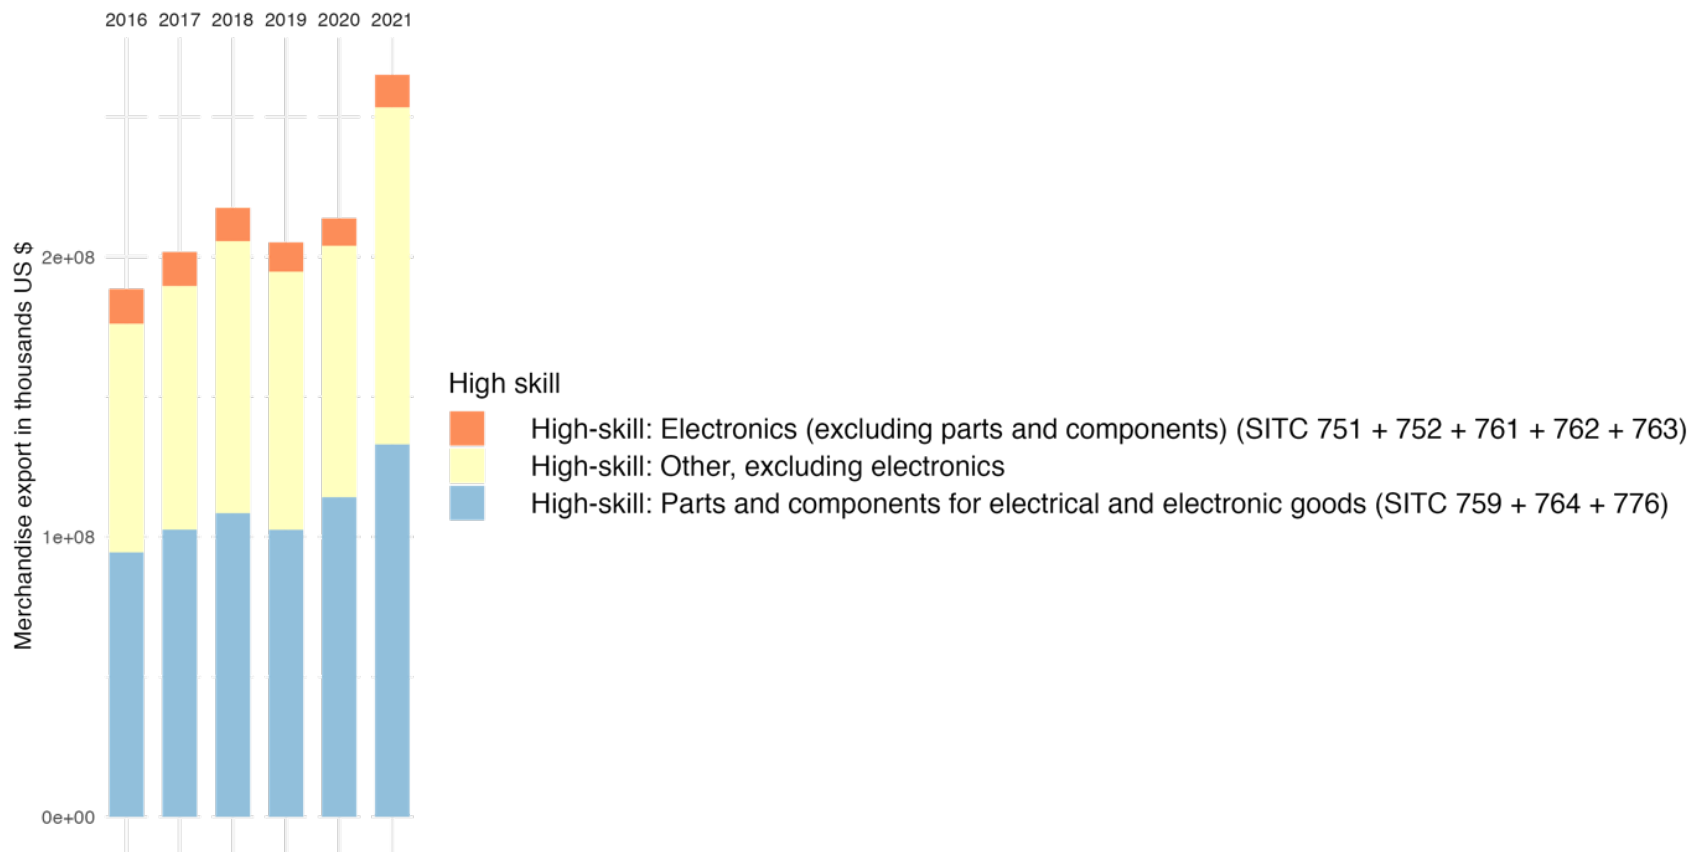 2016 2017 2018 2019 2020 2021
Merchandise export in thousands US $
2e+08
1e+08
0e+00
High skill
High-skill: Electronics (excluding parts and components) (SITC 751 + 752 + 761 + 762 + 763)
High-skill: Other, excluding electronics
High-skill: Parts and components for electrical and electronic goods (SITC 759 + 764 + 776)